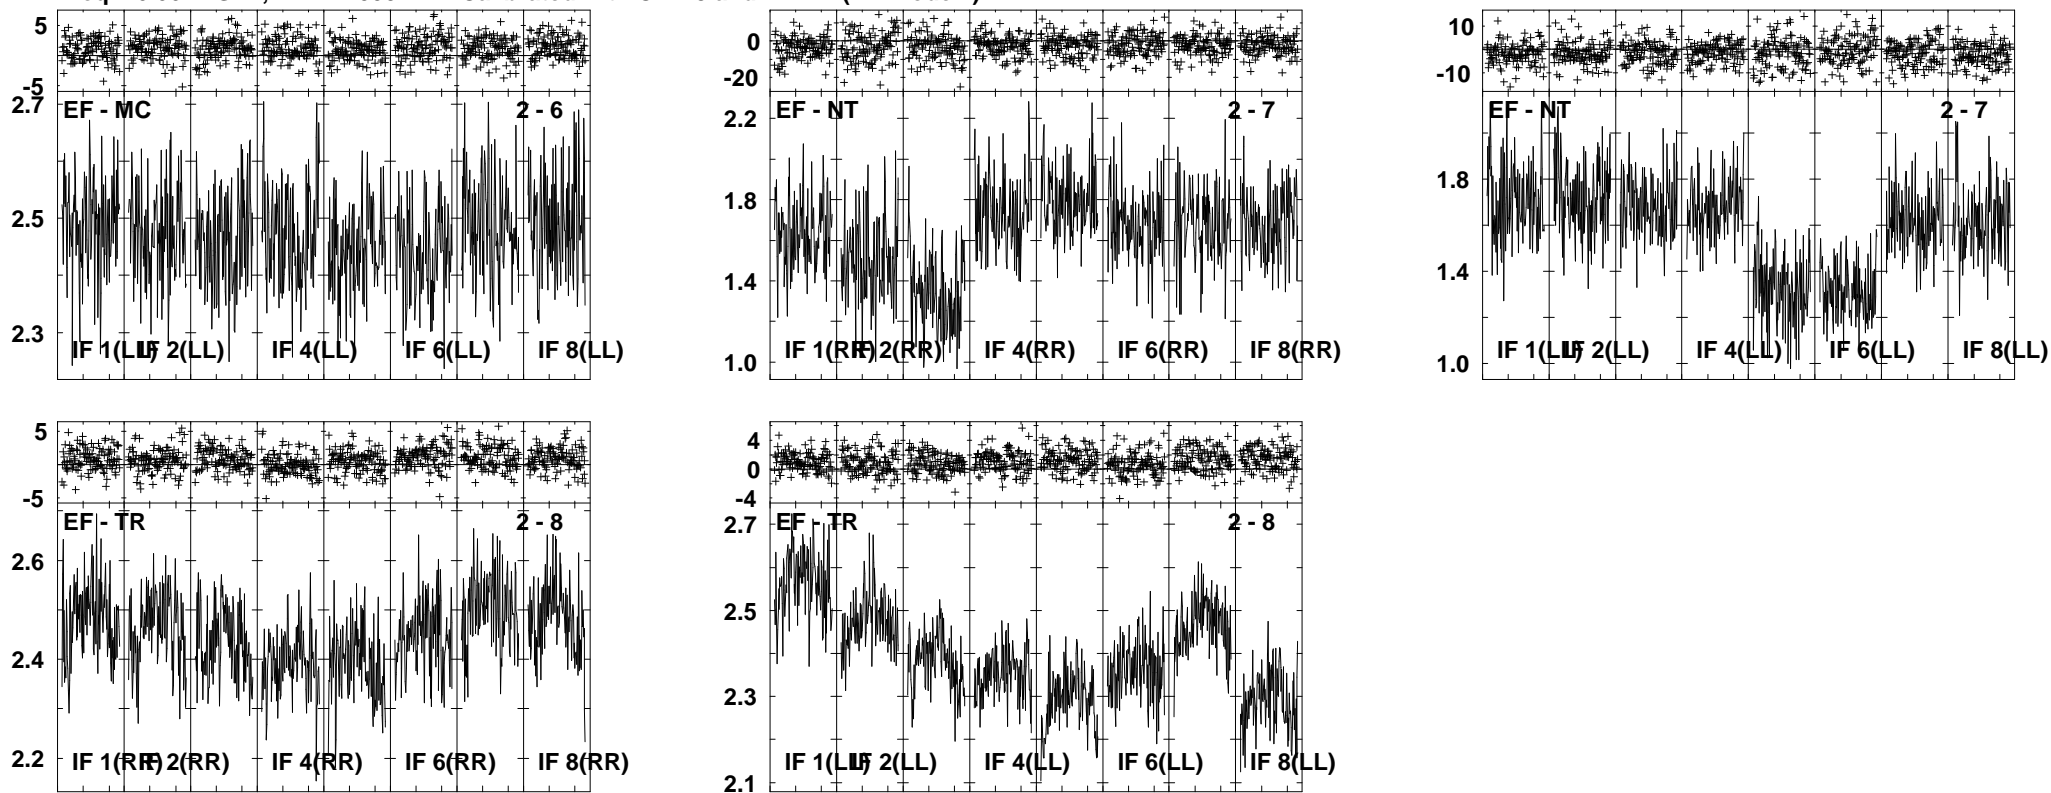 5
-5
2.7
2.5
2.3
EF - MC
2 - 6
IF 1(LL)
IF 2(LL)
IF 4(LL)
IF 6(LL)
IF 8(LL)
0
-20
2.2
1.8
1.4
1.0
EF - NT
2 - 7
IF 1(RR)
IF 2(RR)
IF 4(RR)
IF 6(RR)
IF 8(RR)
10
-10
1.8
1.4
1.0
EF - NT
2 - 7
IF 1(LL)
IF 2(LL)
IF 4(LL)
IF 6(LL)
IF 8(LL)
5
-5
2.6
2.4
2.2
EF - TR
2 - 8
IF 1(RR)
IF 2(RR)
IF 4(RR)
IF 6(RR)
IF 8(RR)
4
0
-4
2.7
2.5
2.3
2.1
EF - TR
2 - 8
IF 1(LL)
IF 2(LL)
IF 4(LL)
IF 6(LL)
IF 8(LL)